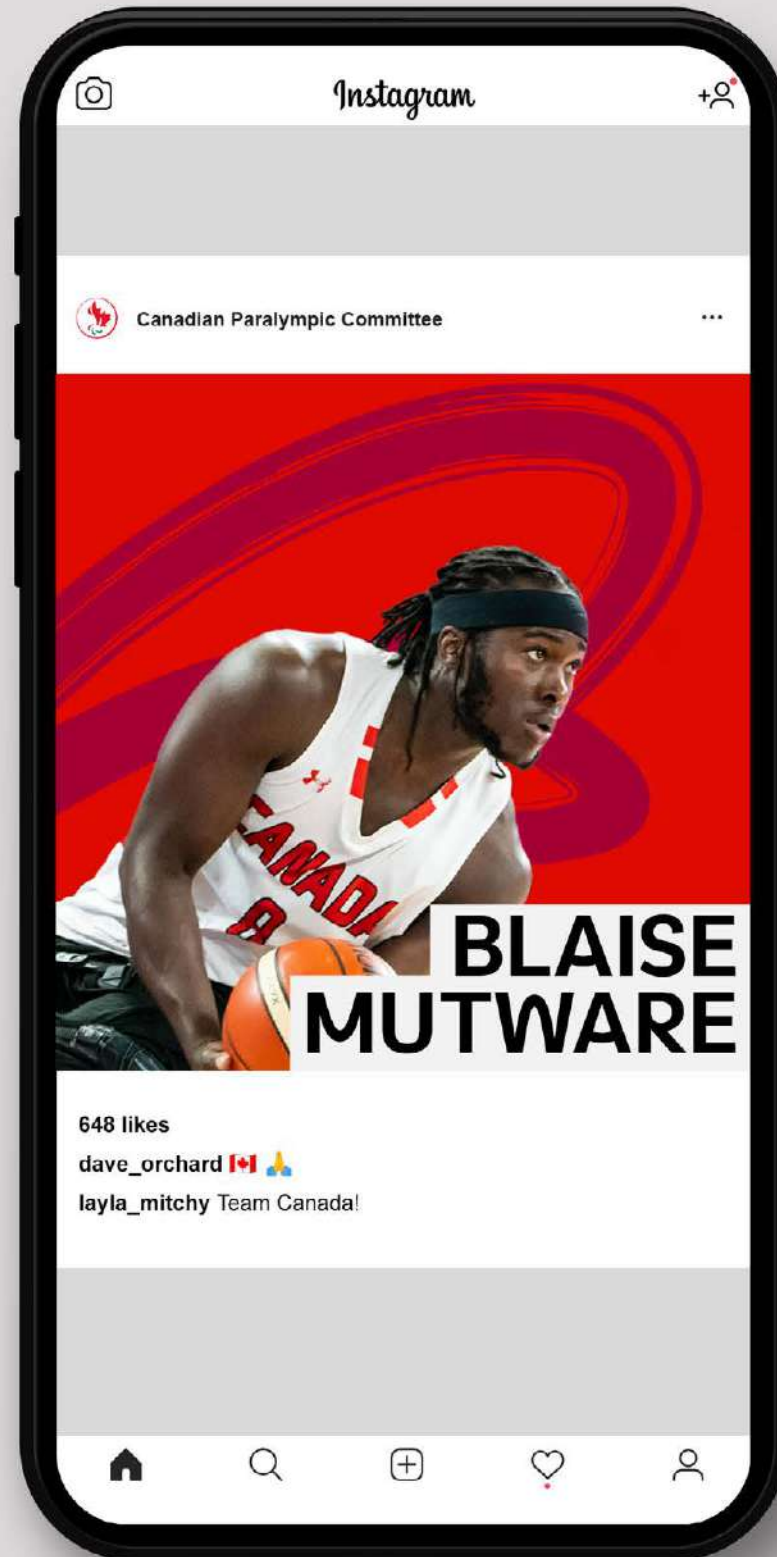 Instagram
Canadian Paralympic Committee
CANADA
8
BLAISE
MUTWARE
648 likes
dave_orchard 🇨🇦 🙏
layla_mitchy Team Canada!